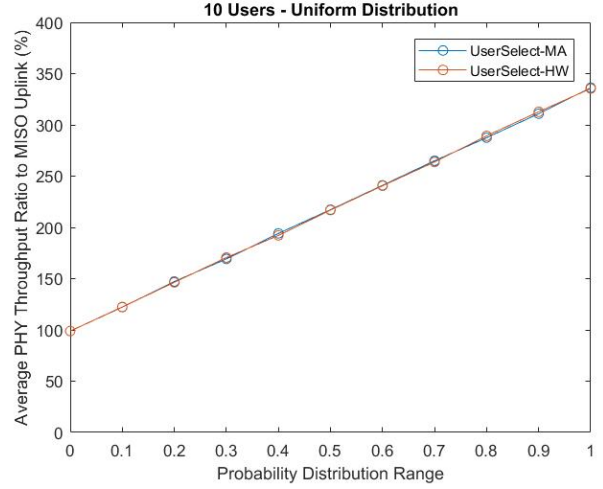 10 Users - Uniform Distribution
400
350
300
250
200
150
100
50
0
Average PHY Throughput Ratio to MISO Uplink (%)
UserSelect-MA
UserSelect-HW
0 0.1 0.2 0.3 0.4 0.5 0.6 0.7 0.8 0.9 1
Probability Distribution Range